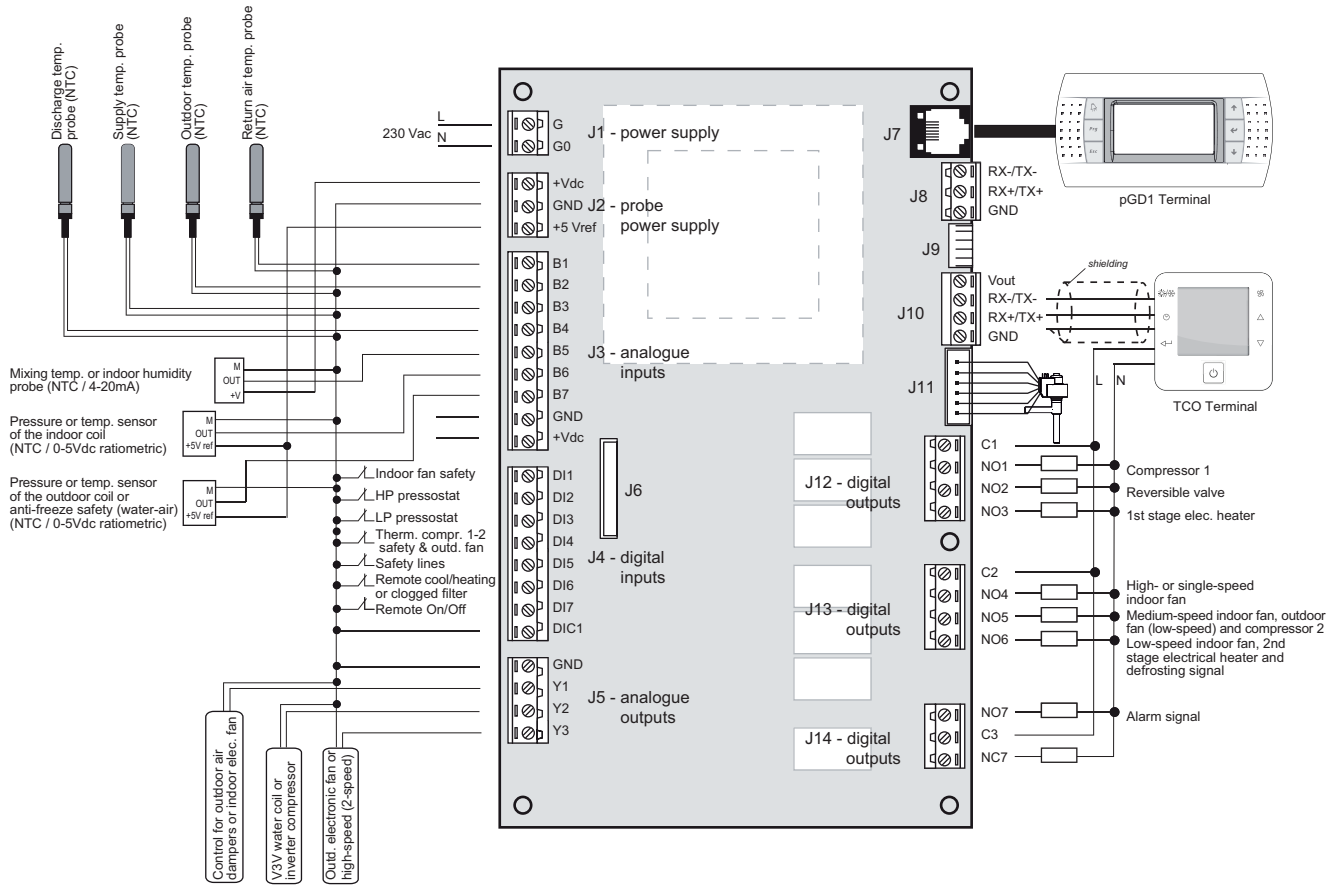 Discharge temp.
probe (NTC)
Supply temp. probe
(NTC)
Outdoor temp. probe
(NTC)
Return air temp probe
(NTC)
230 Vac
L
N
G
G0
J1 - power supply
+Vdc
GND
+5 Vref
J2 - probe
power supply
B1
B2
B3
B4
B5
B6
B7
GND
+Vdc
J3 - analogue
inputs
Mixing temp. or indoor humidity
probe (NTC / 4-20mA)
M
OUT
+V
Pressure or temp. sensor
of the indoor coil
(NTC / 0-5Vdc ratiometric)
M
OUT
+5V ref
Pressure or temp. sensor
of the outdoor coil or
anti-freeze safety (water-air)
(NTC / 0-5Vdc ratiometric)
M
OUT
+5V ref
Indoor fan safety
HP pressostat
LP pressostat
Therm. compr. 1-2
safety & outd. fan
Safety lines
Remote cool/heating
or clogged filter
Remote On/Off
DI1
DI2
DI3
DI4
DI5
DI6
DI7
DIC1
J4 - digital
inputs
J6
GND
Y1
Y2
Y3
J5 - analogue
outputs
Control for outdoor air
dampers or indoor elec. fan
V3V water coil or
inverter compressor
Outd. electronic fan or
high-speed (2-speed)
J7
Prg
Esc
pGD1 Terminal
J8
RX-/TX-
RX+/TX+
GND
J9
J10
Vout
RX-/TX-
RX+/TX+
GND
shielding
TCO Terminal
J11
L
N
J12 - digital
outputs
C1
NO1
NO2
NO3
Compressor 1
Reversible valve
1st stage elec. heater
J13 - digital
outputs
C2
NO4
NO5
NO6
High- or single-speed
indoor fan
Medium-speed indoor fan, outdoor
fan (low-speed) and compressor 2
Low-speed indoor fan, 2nd
stage electrical heater and
defrosting signal
J14 - digital
outputs
NO7
C3
NC7
Alarm signal